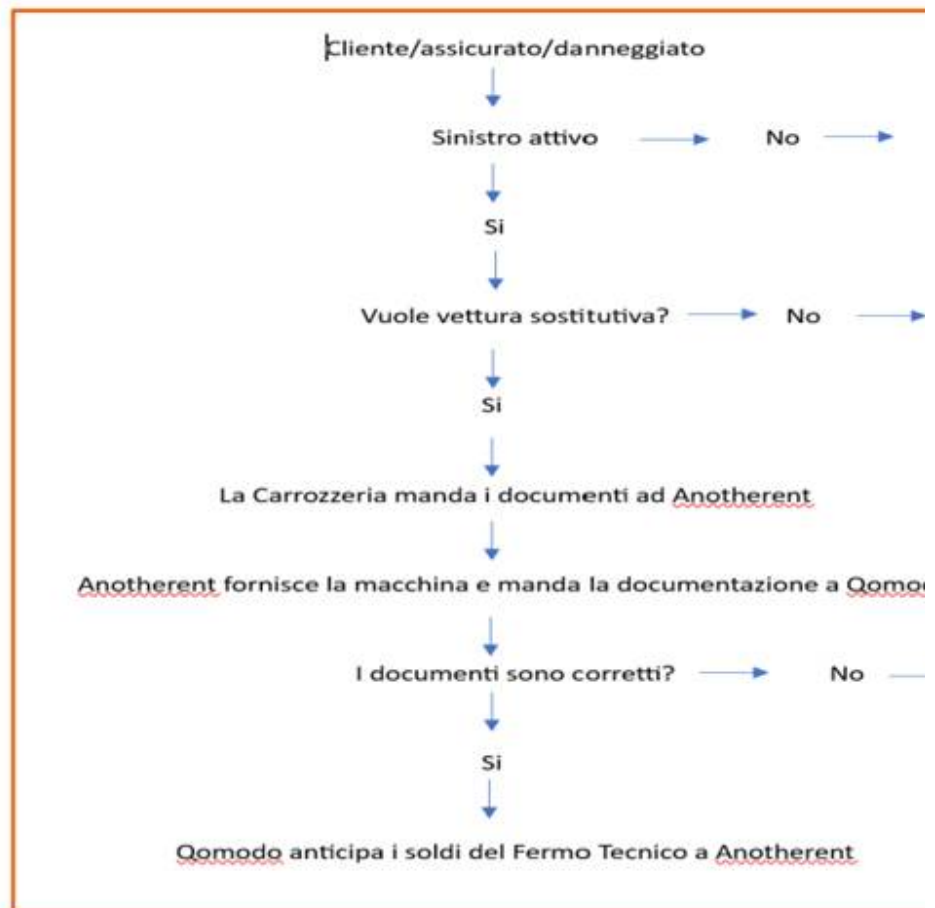 Cliente/assicurato/danneggiato
Sinistro attivo No
Si
Vuole vettura sostitutiva? No
Si
La Carrozzeria manda i documenti ad Anotherent
Anotherent fornisce la macchina e manda la documentazione a
I documenti sono corretti? No
Si
Qomodo anticipa i soldi del Fermo Tecnico a Anotherent